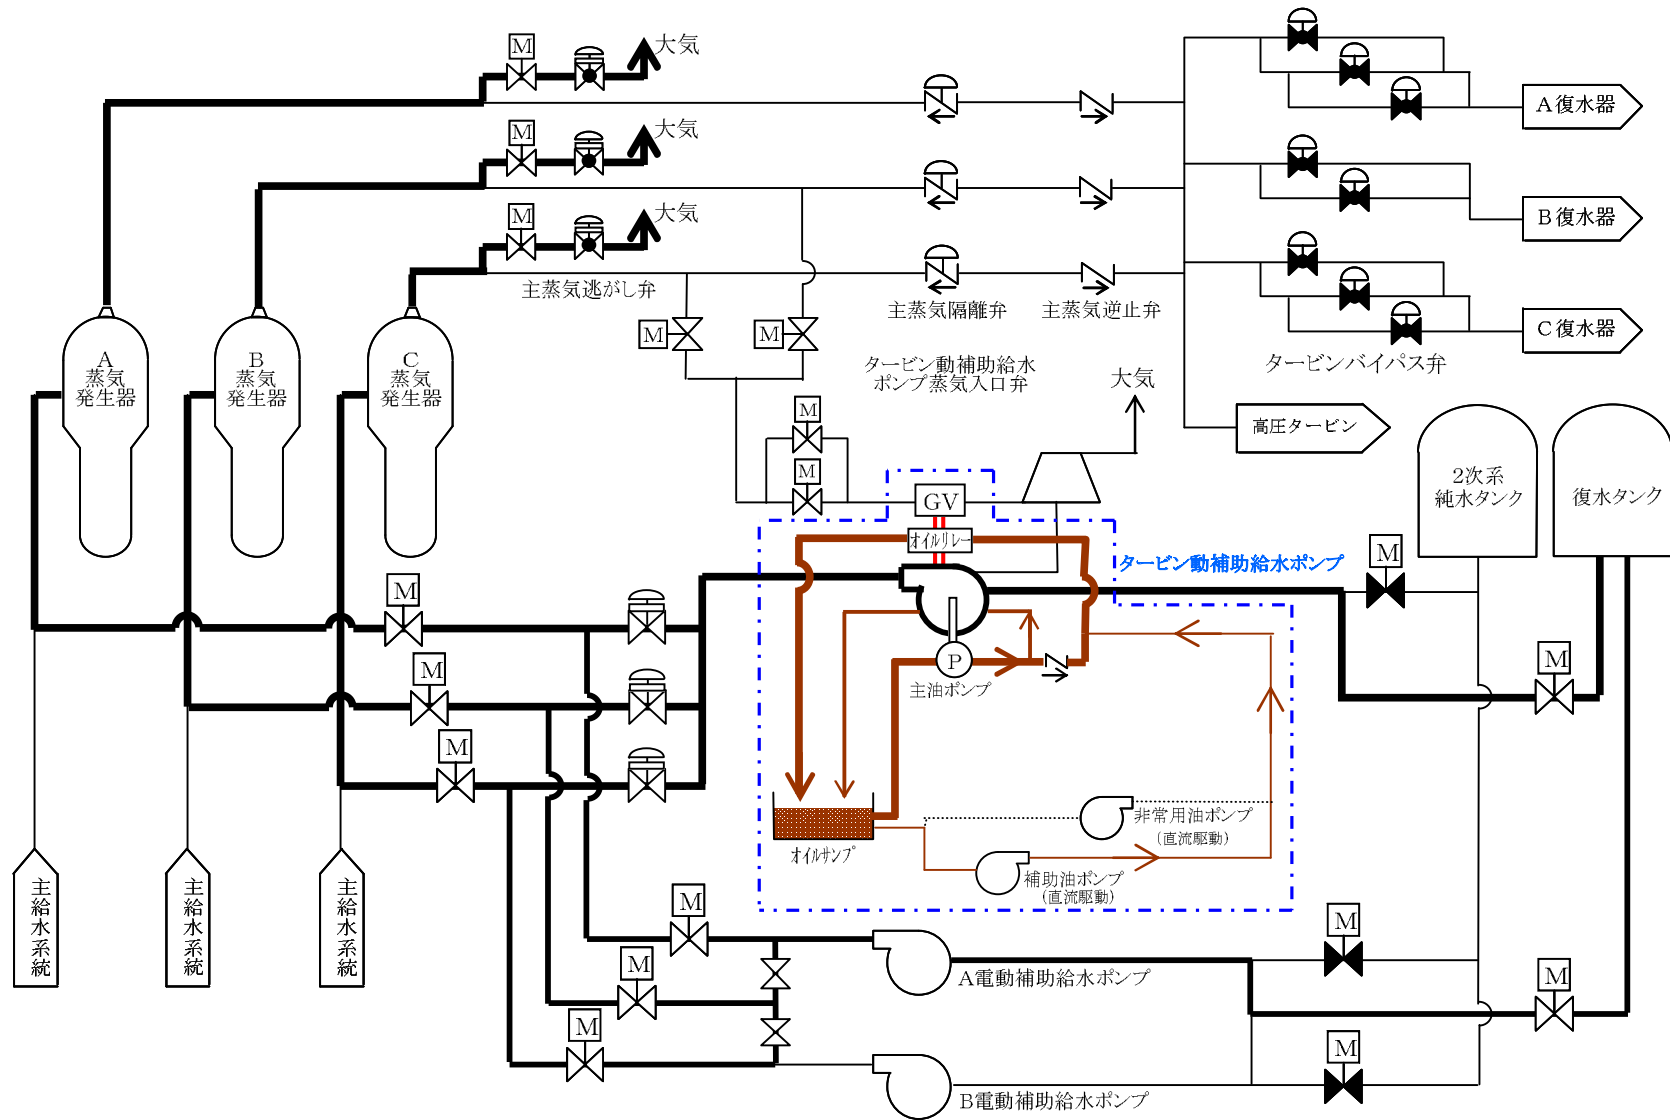 M
大気
M
大気
M
大気
主蒸気逃がし弁
主蒸気隔離弁
主蒸気逆止弁
タービンバイパス弁
A復水器
B復水器
C復水器
高圧タービン
A
蒸気
発生器
B
蒸気
発生器
C
蒸気
発生器
M
M
タービン動補助給水
ポンプ蒸気入口弁
大気
M
M
GV
オイルリレー
タービン動補助給水ポンプ
2次系
純水タンク
復水タンク
M
M
M
M
M
P
主油ポンプ
オイルサンプ
非常用油ポンプ
(直流駆動)
補助油ポンプ
(直流駆動)
主給水系統
主給水系統
主給水系統
M
M
M
A電動補助給水ポンプ
B電動補助給水ポンプ
M
M
M